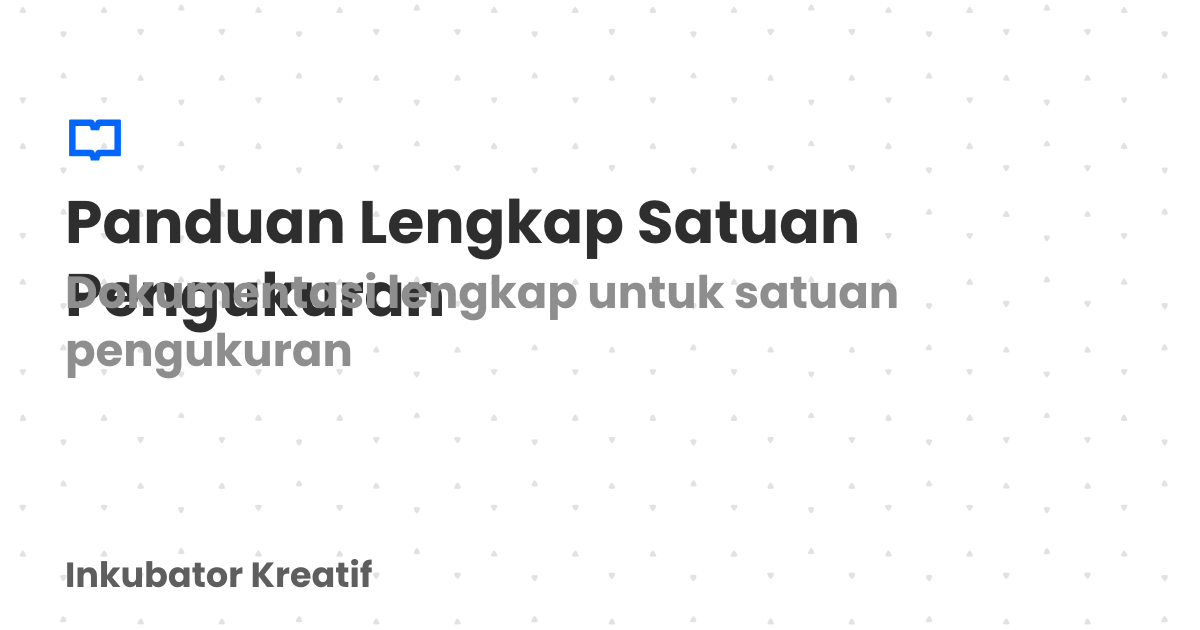 Panduan Lengkap Satuan
Pengukuran
Dokumentasi lengkap untuk satuan
pengukuran
Inkubator Kreatif